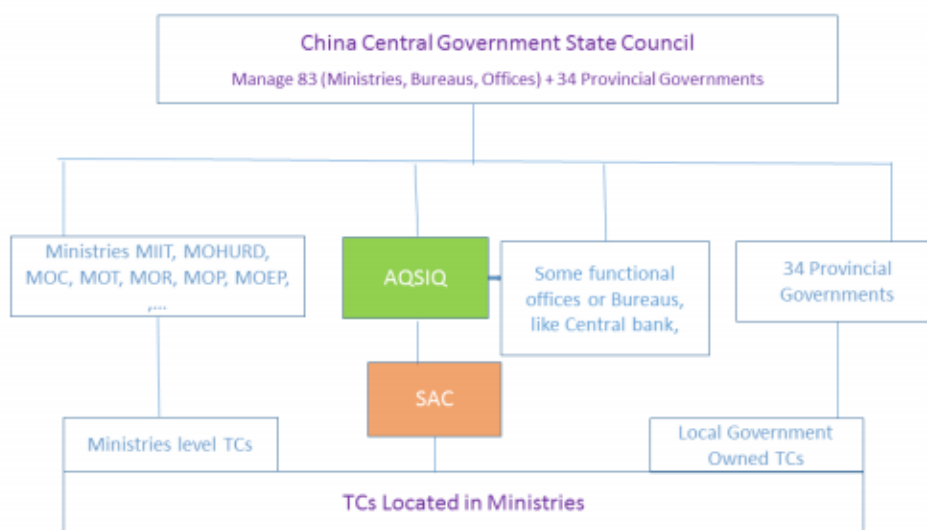 China Central Government State Council
Manage 83 (Ministries, Bureaus, Offices) + 34 Provincial Governments
Ministries MIIT, MOHURD,
MOC, MOT, MOR, MOP, MOEP,
,...
AQSIQ
Some functional
offices or Bureaus,
like Central bank,
34 Provincial
Governments
SAC
Ministries level TCs
Local Government
Owned TCs
TCs Located in Ministries